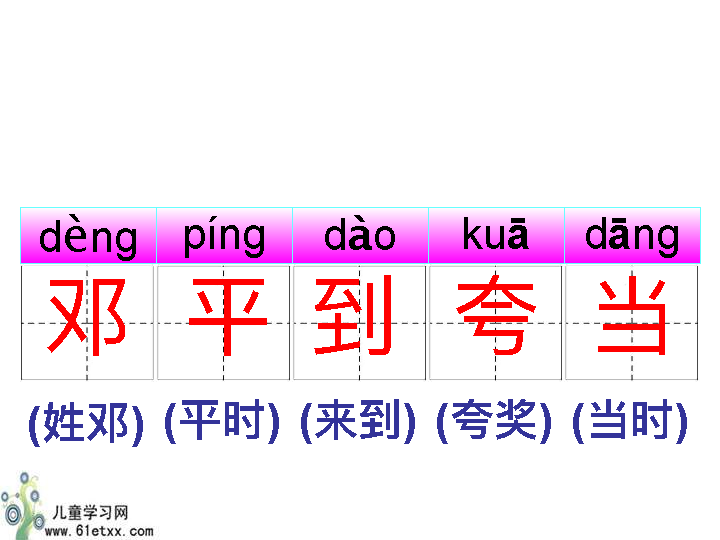 dèng píng dào kuā dāng
邓 平 到 夸 当
(姓邓) (平时) (来到) (夸奖) (当时)
儿童学习网
www.61etxx.com